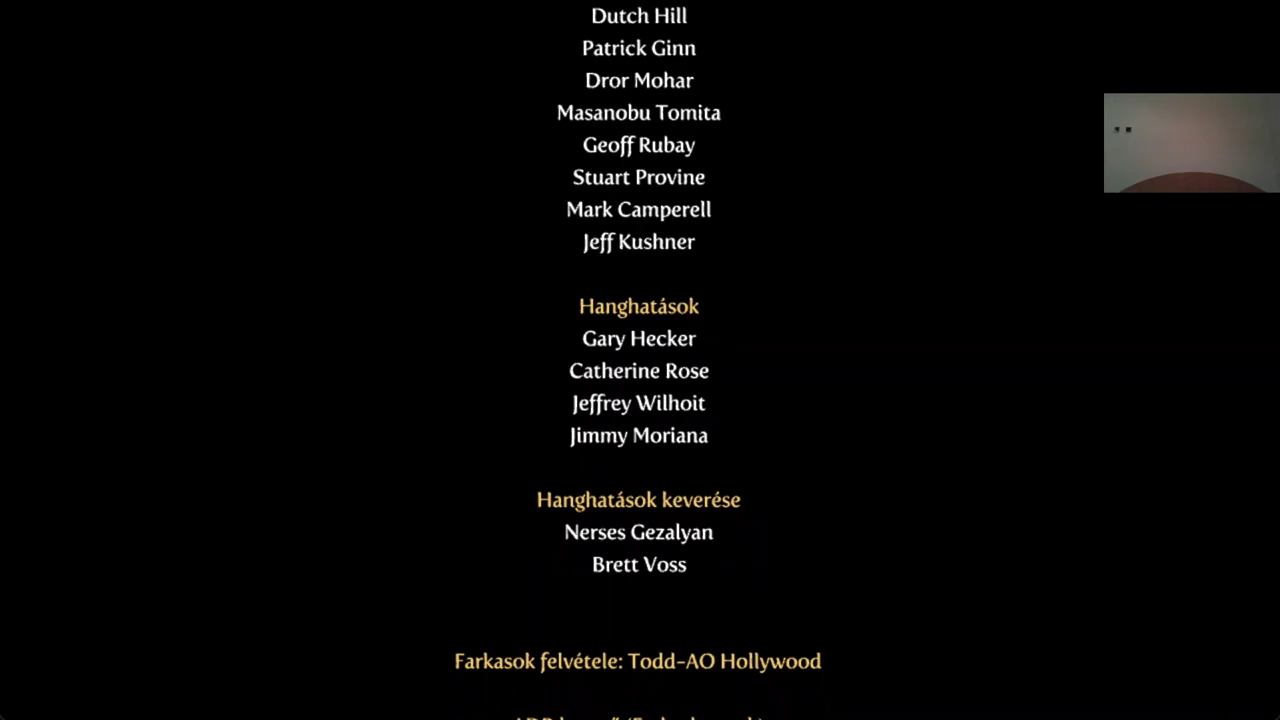 Dutch Hill
Patrick Ginn
Dror Mohar
Masanobu Tomita
Geoff Rubay
Stuart Provine
Mark Camperell
Jeff Kushner
Hanghatások
Gary Hecker
Catherine Rose
Jeffrey Wilhoit
Jimmy Moriana
Hanghatások keverése
Nerses Gezalyan
Brett Voss
Farkasok felvétele: Todd-AO Hollywood